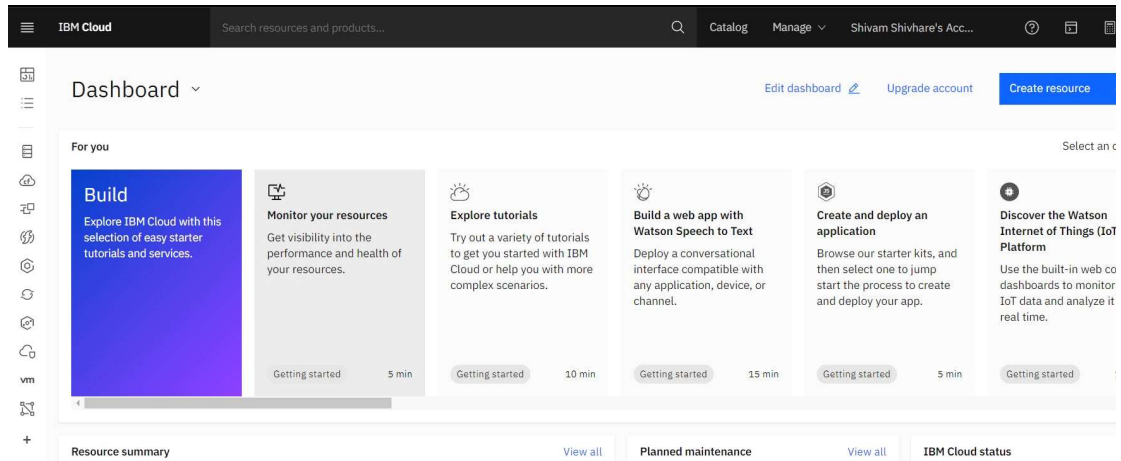 IBM Cloud
Search resources and products...
Catalog
Manage
Shivam Shivhare's Acc...
Dashboard
Edit dashboard
Upgrade account
Create resource
For you
Select an
Build
Explore IBM Cloud with this
selection of easy starter
tutorials and services.
Monitor your resources
Get visibility into the
performance and health of
your resources.
Getting started
5 min
Explore tutorials
Try out a variety of tutorials
to get you started with IBM
Cloud or help you with more
complex scenarios.
Getting started
10 min
Build a web app with
Watson Speech to Text
Deploy a conversational
interface compatible with
any application, device, or
channel.
Getting started
15 min
Create and deploy an
application
Browse our starter kits, and
then select one to jump
start the process to create
and deploy your app.
Getting started
5 min
Discover the Watson
Internet of Things (IoT
Platform
Use the built-in web co
dashboards to monitor
IoT data and analyze it
real time.
Getting started
vm
Resource summary
View all
Planned maintenance
View all
IBM Cloud status